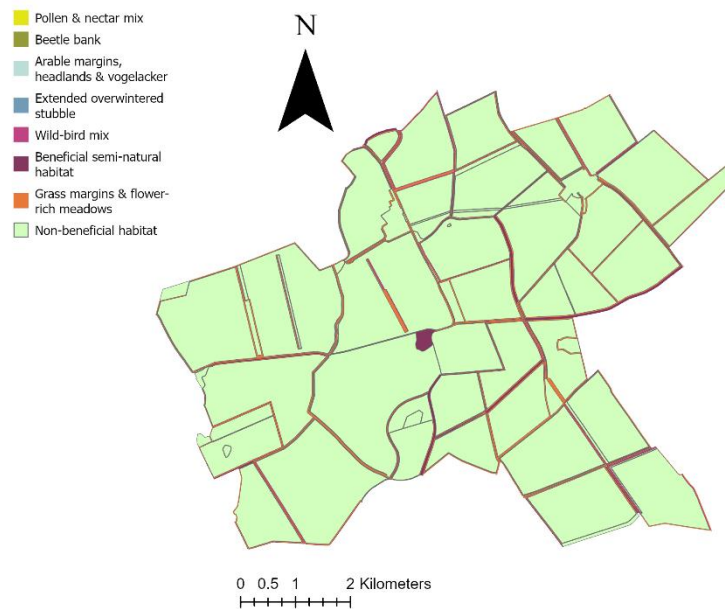 Pollen & nectar mix
Beetle bank
Arable margins,
headlands & vogelacker
Extended overwintered
stubble
Wild-bird mix
Beneficial semi-natural
habitat
Grass margins & flower-
rich meadows
Non-beneficial habitat
N
0 0.5 1 2 Kilometers